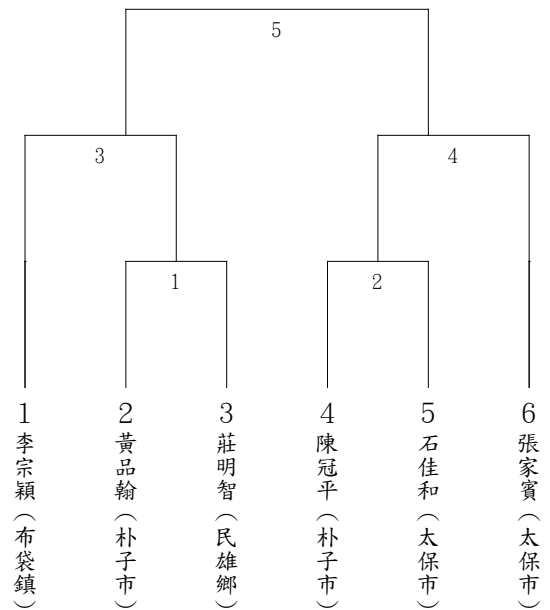 5
3
4
1
2
1 李宗穎（布袋鎮）
2 黃品翰（朴子市）
3 莊明智（民雄鄉）
4 陳冠平（朴子市）
5 石佳和（太保市）
6 張家賓（太保市）